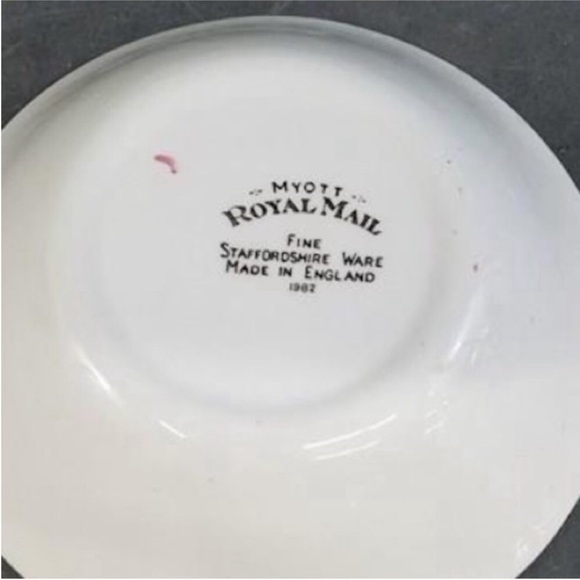 MYOTT
ROYAL MAIL
FINE
STAFFORDSHIRE WARE
MADE IN ENGLAND
1982